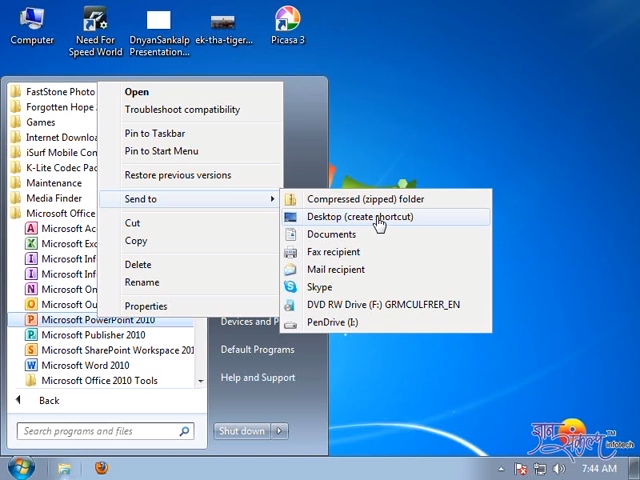 Computer
Need For
Speed World
DnyanSankalp
Presentation...
ek-tha-tiger...
Picasa 3
FastStone Photo
Forgotten Hope
Games
Internet Downloa
iSurf Mobile Con
K-Lite Codec Pac
Maintenance
Media Finder
Microsoft Office
Microsoft Ac
Microsoft Exc
Microsoft Inf
Microsoft Inf
Microsoft On
Microsoft Ou
Microsoft PowerPoint 2010
Microsoft Publisher 2010
Microsoft SharePoint Workspace 201
Microsoft Word 2010
Microsoft Office 2010 Tools
Back
Search programs and files
Open
Troubleshoot compatibility
Pin to Taskbar
Pin to Start Menu
Restore previous versions
Send to
Cut
Copy
Delete
Rename
Properties
Compressed (zipped) folder
Desktop (create shortcut)
Documents
Fax recipient
Mail recipient
Skype
DVD RW Drive (F:) GRMCULFRER_EN
PenDrive (I:)
Devices and P
Default Programs
Help and Support
Shut down
ज्ञान संकल्प TM
infotech
7:44 AM